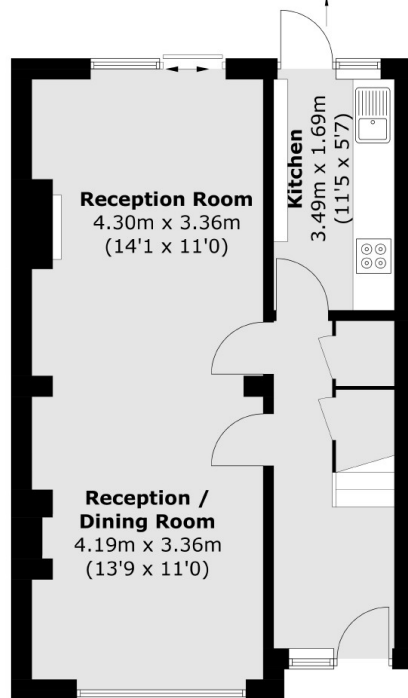 Reception Room
4.30m x 3.36m
(14'1 x 11'0)
Kitchen
3.49m x 1.69m
(11'5 x 5'7)
Reception /
Dining Room
4.19m x 3.36m
(13'9 x 11'0)